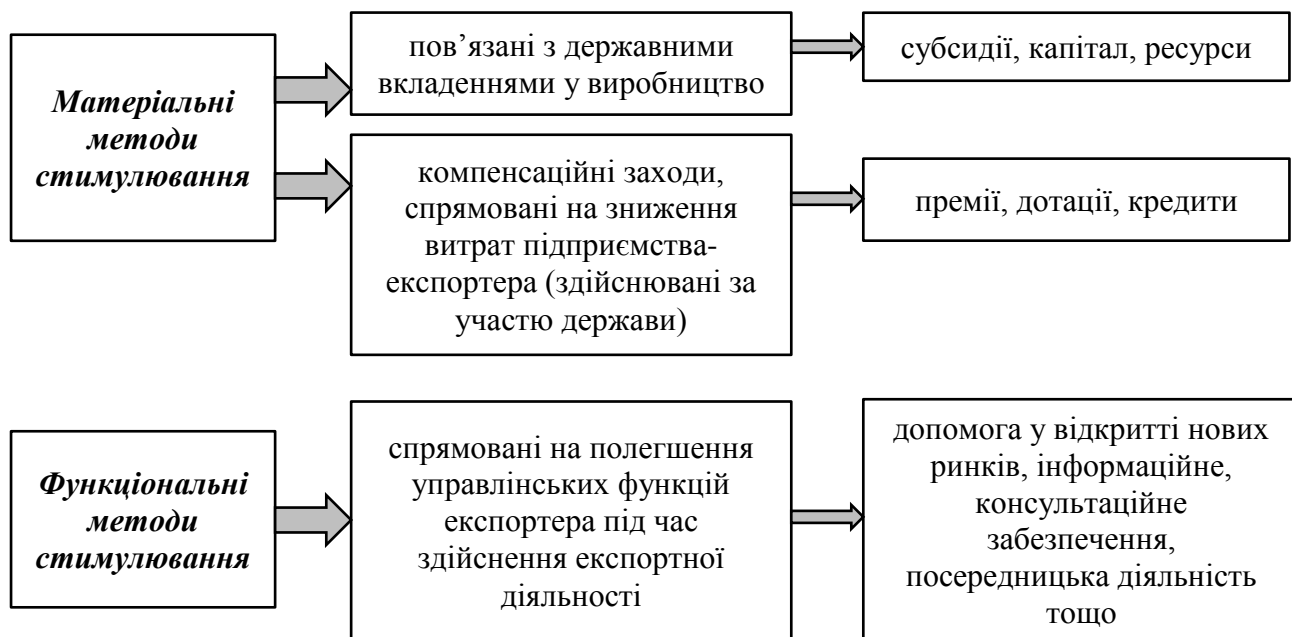 Матеріальні
методи
стимулювання
пов’язані з державними
вкладеннями у виробництво
субсидії, капітал, ресурси
компенсаційні заходи,
спрямовані на зниження
витрат підприємства-
експортера (здійснювані за
участю держави)
премії, дотації, кредити
Функціональні
методи
стимулювання
спрямовані на полегшення
управлінських функцій
експортера під час
здійснення експортної
діяльності
допомога у відкритті нових
ринків, інформаційне,
консультаційне
забезпечення,
посередницька діяльність
тощо